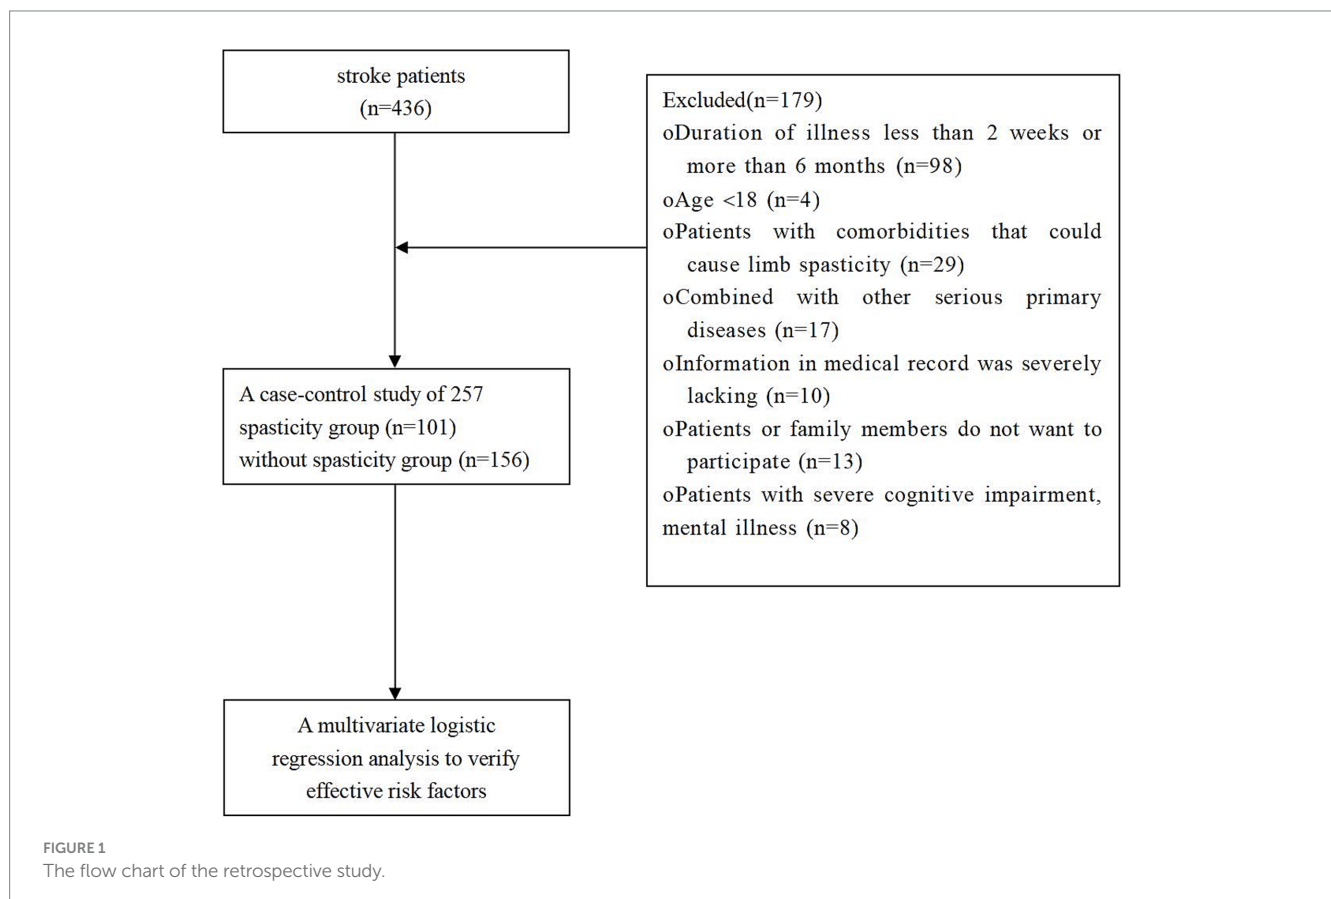 stroke patients
(n=436)
Excluded(n=179)
oDuration of illness less than 2 weeks or
more than 6 months (n=98)
oAge <18 (n=4)
oPatients with comorbidities that could
cause limb spasticity (n=29)
oCombined with other serious primary
diseases (n=17)
oInformation in medical record was severely
lacking (n=10)
oPatients or family members do not want to
participate (n=13)
oPatients with severe cognitive impairment,
mental illness (n=8)
A case-control study of 257
spasticity group (n=101)
without spasticity group (n=156)
A multivariate logistic
regression analysis to verify
effective risk factors
FIGURE 1
The flow chart of the retrospective study.